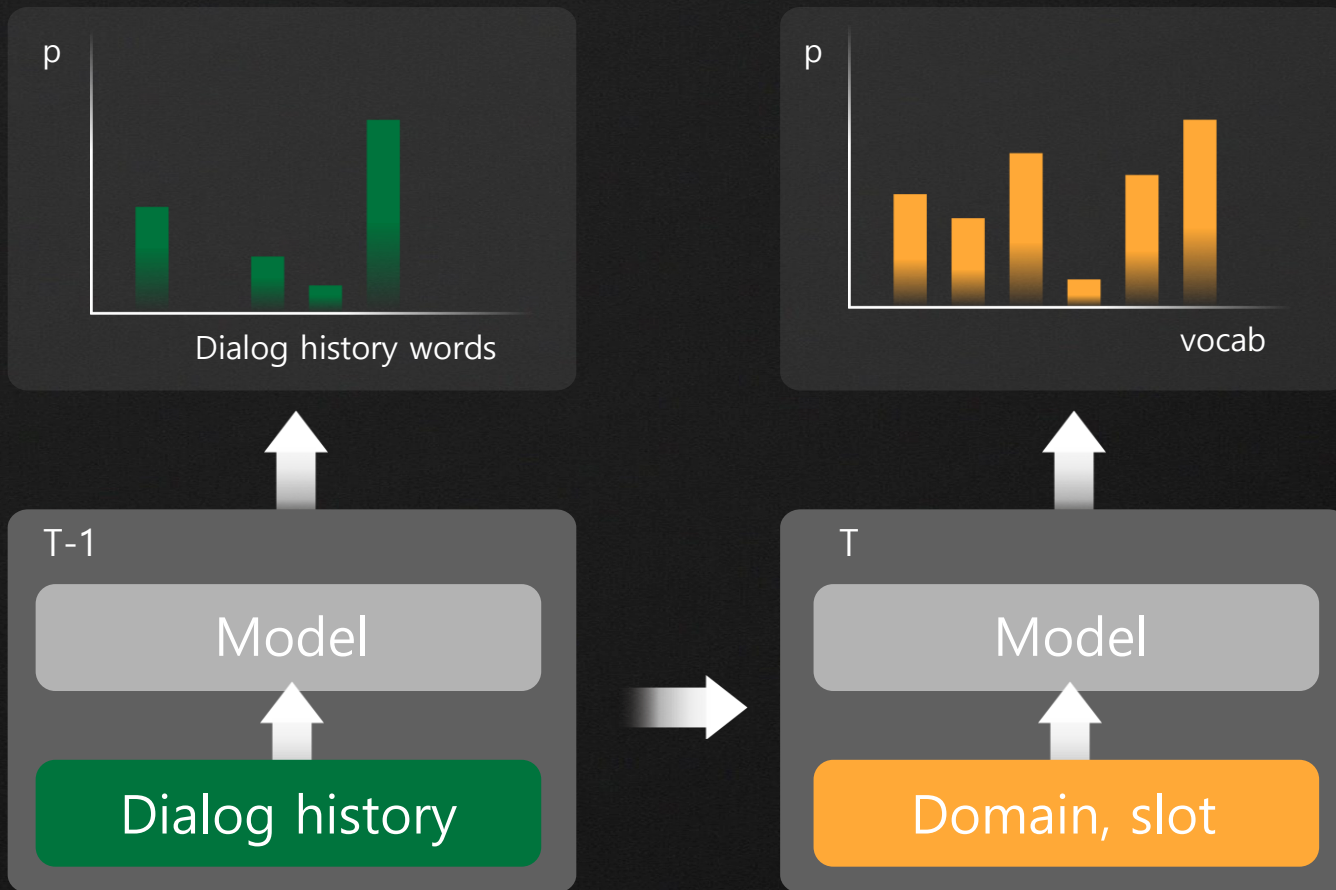 p
Dialog history words
p
vocab
T-1
Model
Dialog history
T
Model
Domain, slot